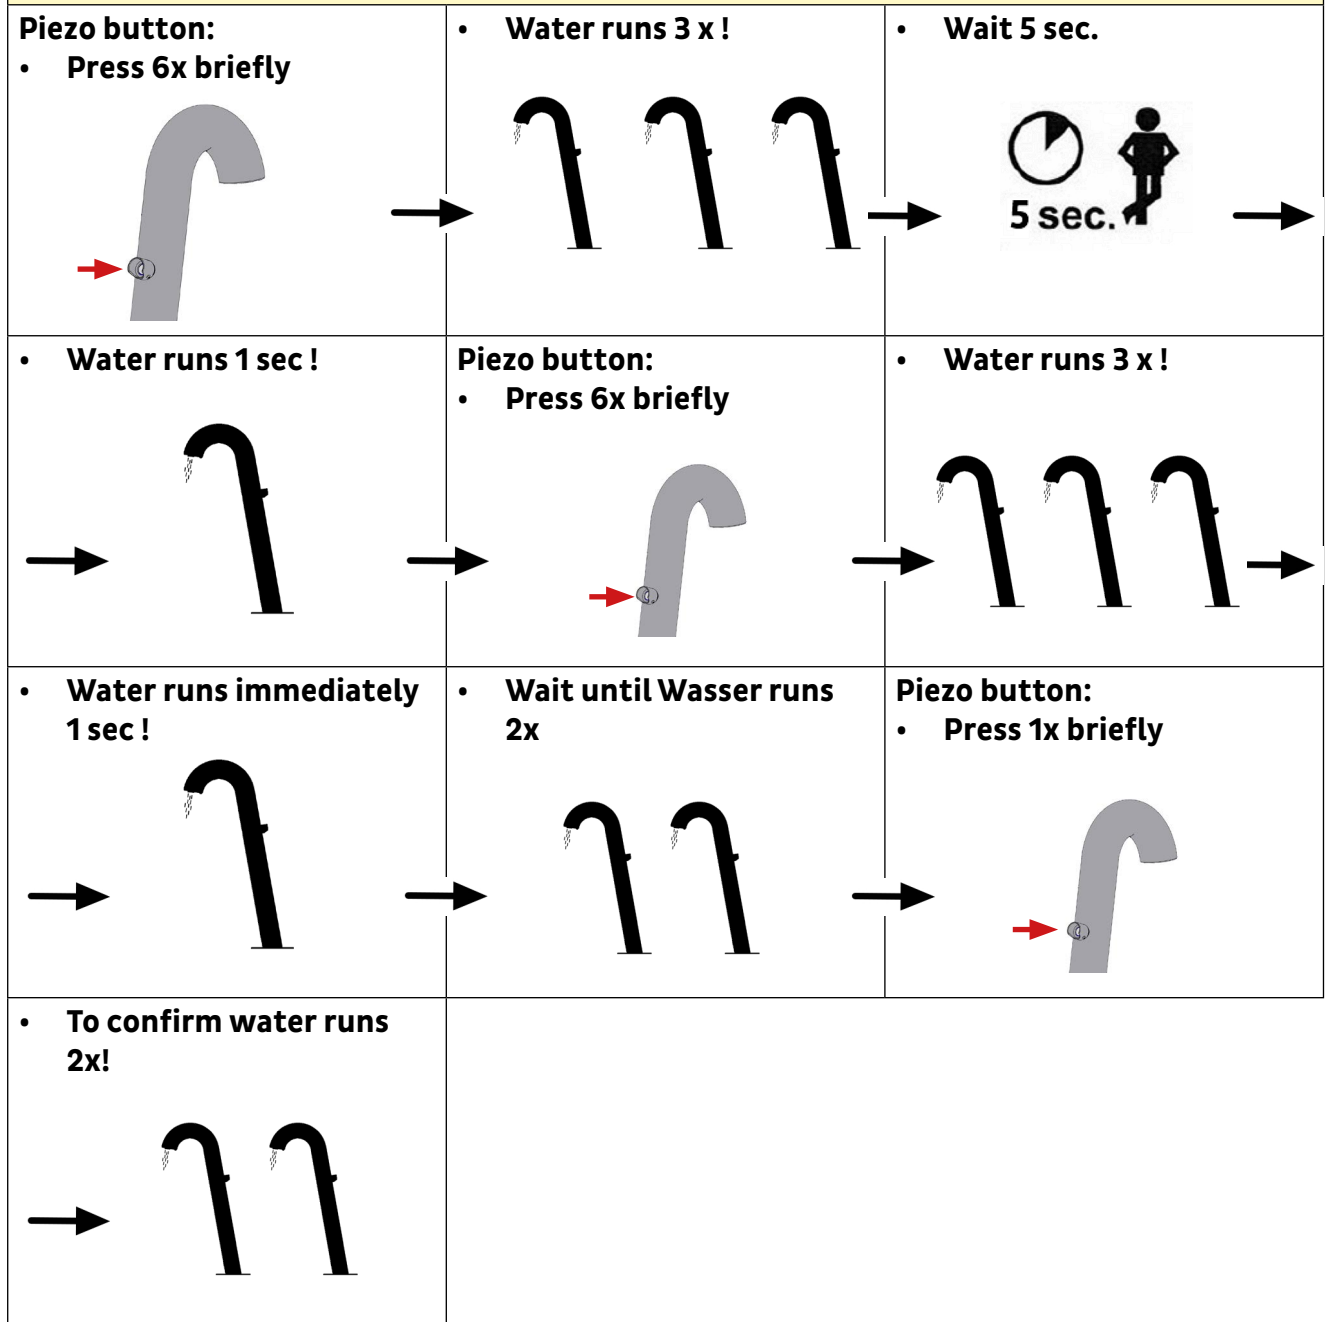 Piezo button:
• Press 6x briefly
• Water runs 3 x !
• Wait 5 sec.
5 sec.
• Water runs 1 sec !
Piezo button:
• Press 6x briefly
• Water runs 3 x !
• Water runs immediately
1 sec !
• Wait until Wasser runs
2x
Piezo button:
• Press 1x briefly
• To confirm water runs
2x!